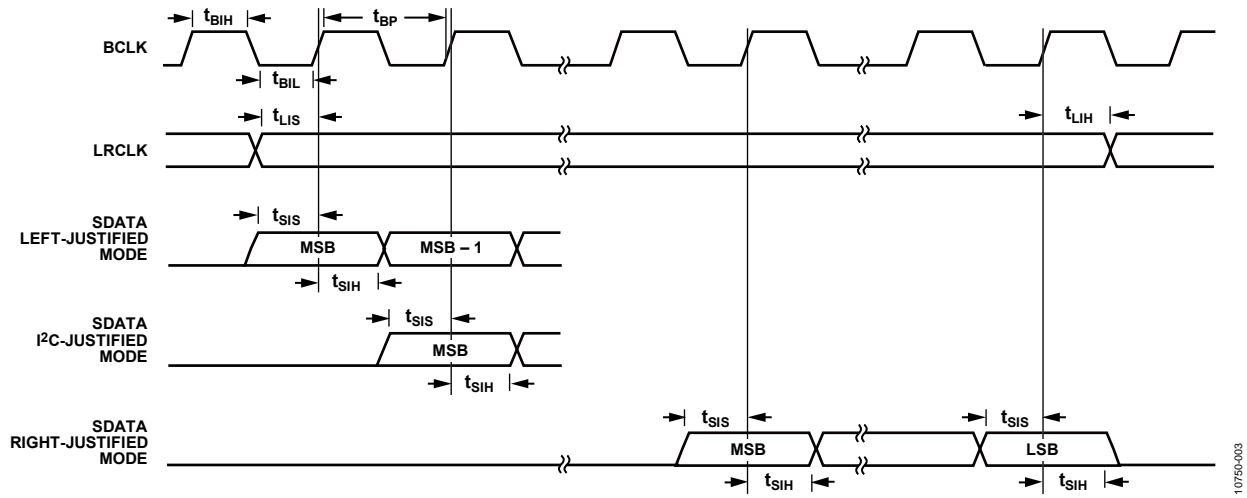 tBIH
tBP
BCLK
tBIL
tLIS
tLIH
LRCLK
SDATA
LEFT-JUSTIFIED
MODE
tSIS
MSB
MSB – 1
tSIH
SDATA
I2C-JUSTIFIED
MODE
tSIS
MSB
tSIH
SDATA
RIGHT-JUSTIFIED
MODE
tSIS
tSIS
MSB
LSB
tSIH
tSIH
10750-003